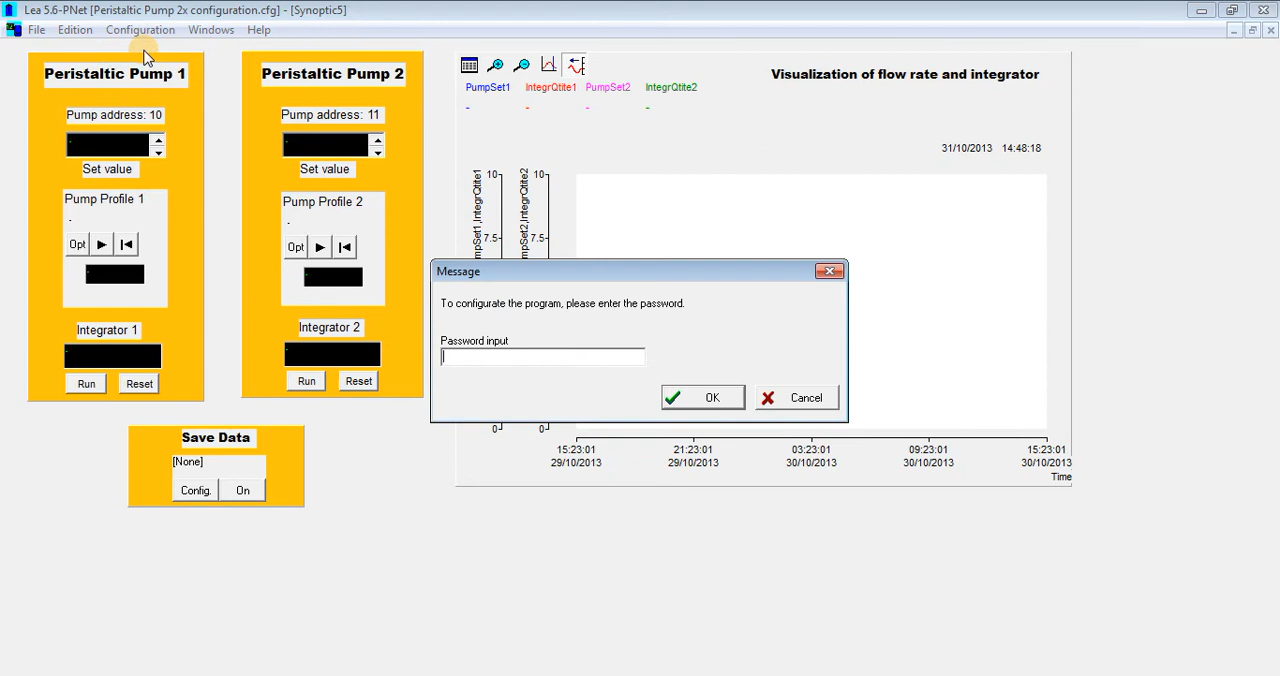 Lea 5.6-PNet [Peristaltic Pump 2x configuration.cfg] - [Synoptic5]
File Edition Configuration Windows Help
Peristaltic Pump 1
Pump address: 10
Set value
Pump Profile 1
-
Opt
Integrator 1
Run Reset
Peristaltic Pump 2
Pump address: 11
Set value
Pump Profile 2
-
Opt
Integrator 2
Run Reset
Save Data
[None]
Config. On
Visualization of flow rate and integrator
PumpSet1 IntegrQtite1 PumpSet2 IntegrQtite2
- - - -
31/10/2013 14:48:18
10 10
7.5 7.5
0 0
15:23:01 21:23:01 03:23:01 09:23:01 15:23:01
29/10/2013 29/10/2013 30/10/2013 30/10/2013 30/10/2013
Time
Message
To configurate the program, please enter the password.
Password input
OK Cancel